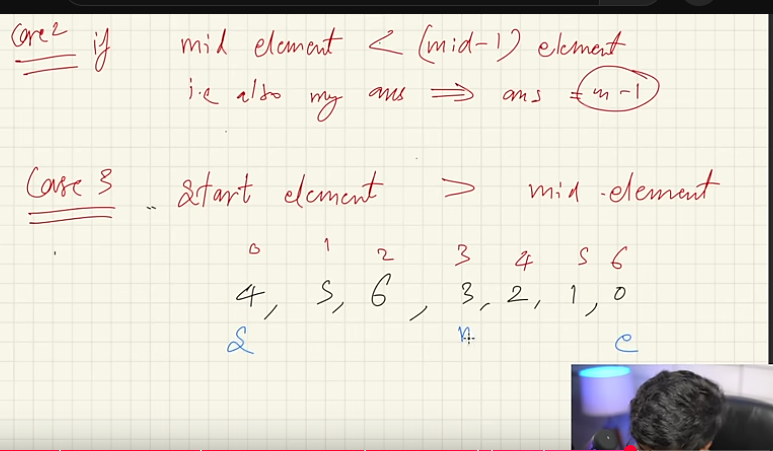 Case 2 if mid element < (mid-1) element
i.e also my ans ⇒ ans = m-1
Case 3 start element > mid element
0 1 2 3 4 5 6
4, 5, 6, 3, 2, 1, 0
S m e